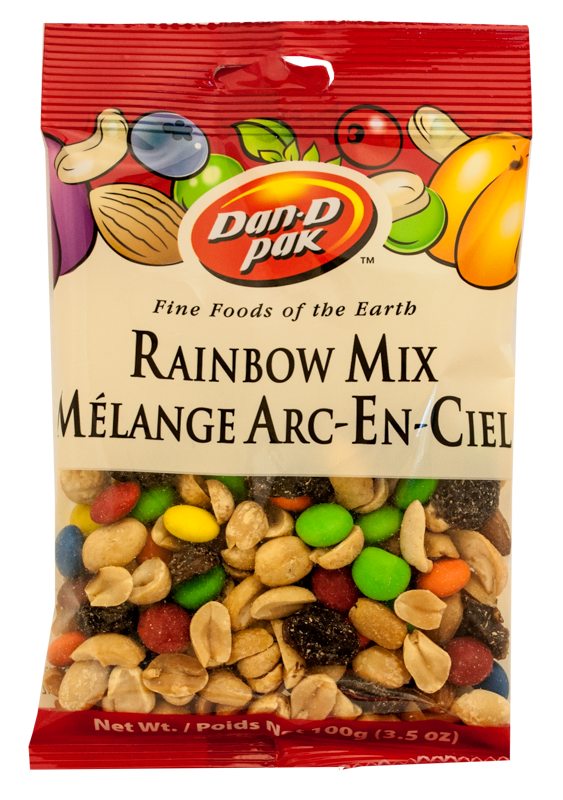 Dan·D
pak
TM
Fine Foods of the Earth
RAINBOW MIX
MÉLANGE ARC-EN-CIEL
Net Wt. / Poids Net 100g (3.5 oz)